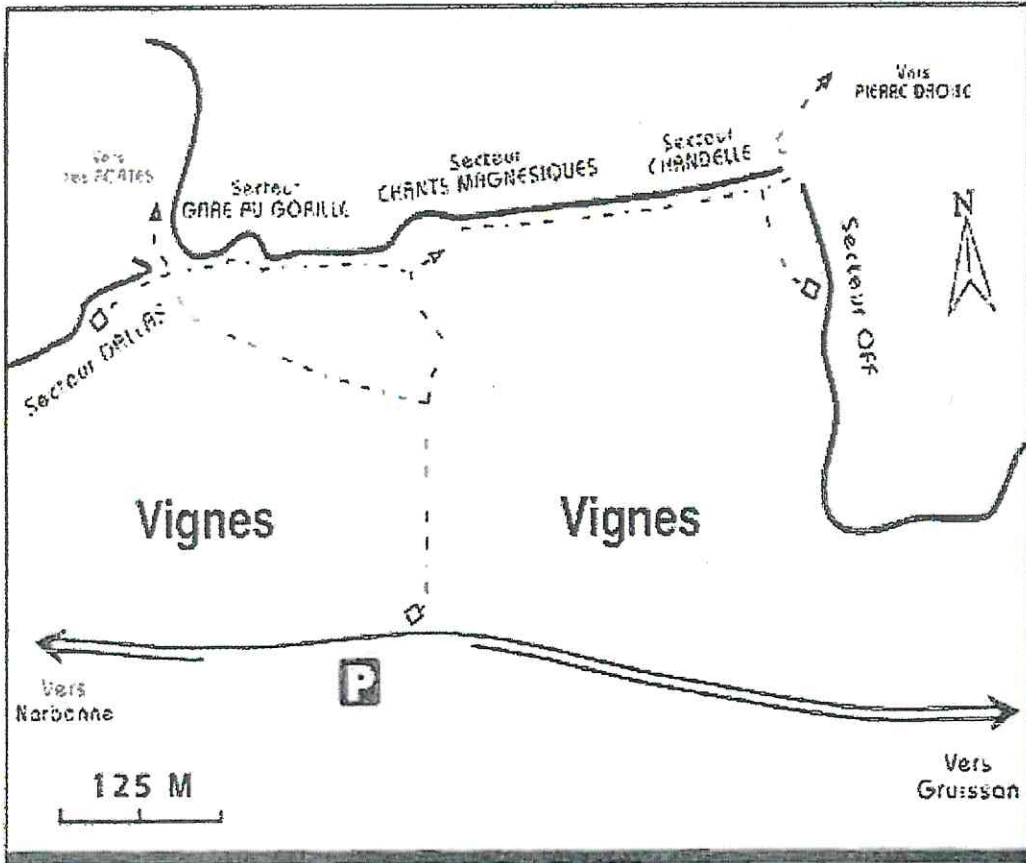 Vers
PIERRE DROITE
Vers
Secteur
CHANDELLE
Secteur
CHANTS MAGNESIQUES
Secteur
GARE AU GORILLE
N
Secteur OFF
Secteur DALLAS
Vignes
Vignes
P
Vers
Narbonne
Vers
Gruissan
125 M